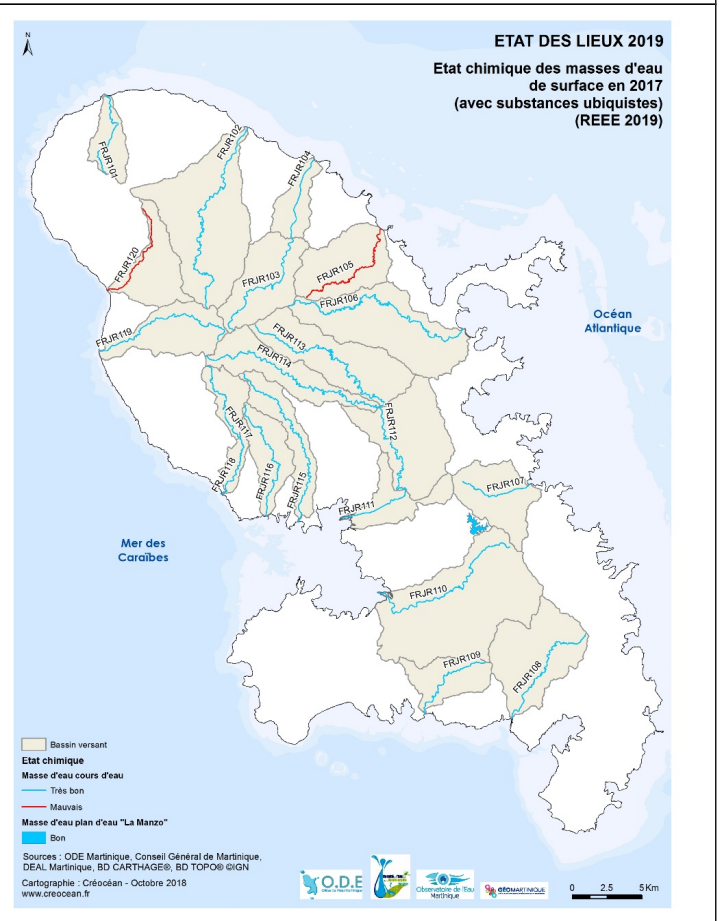 N
ETAT DES LIEUX 2019
Etat chimique des masses d'eau
de surface en 2017
(avec substances ubiquistes)
(REEE 2019)
FRJR101
FRJR102
FRJR104
FRJR120
FRJR103
FRJR105
FRJR106
Océan
Atlantique
FRJR119
FRJR113
FRJR114
FRJR112
FRJR117
FRJR118
FRJR116
FRJR115
FRJR111
FRJR107
Mer des
Caraïbes
FRJR110
FRJR109
FRJR108
Bassin versant
Etat chimique
Masse d'eau cours d'eau
Très bon
Mauvais
Masse d'eau plan d'eau "La Manzo"
Bon
Sources : ODE Martinique, Conseil Général de Martinique,
DEAL Martinique, BD CARTHAGE®, BD TOPO® ©IGN
Cartographie : Créocéan - Octobre 2018
www.creocean.fr
O.D.E
Observatoire de l'Eau
Martinique
GÉOMARTINIQUE
0 2.5 5 Km